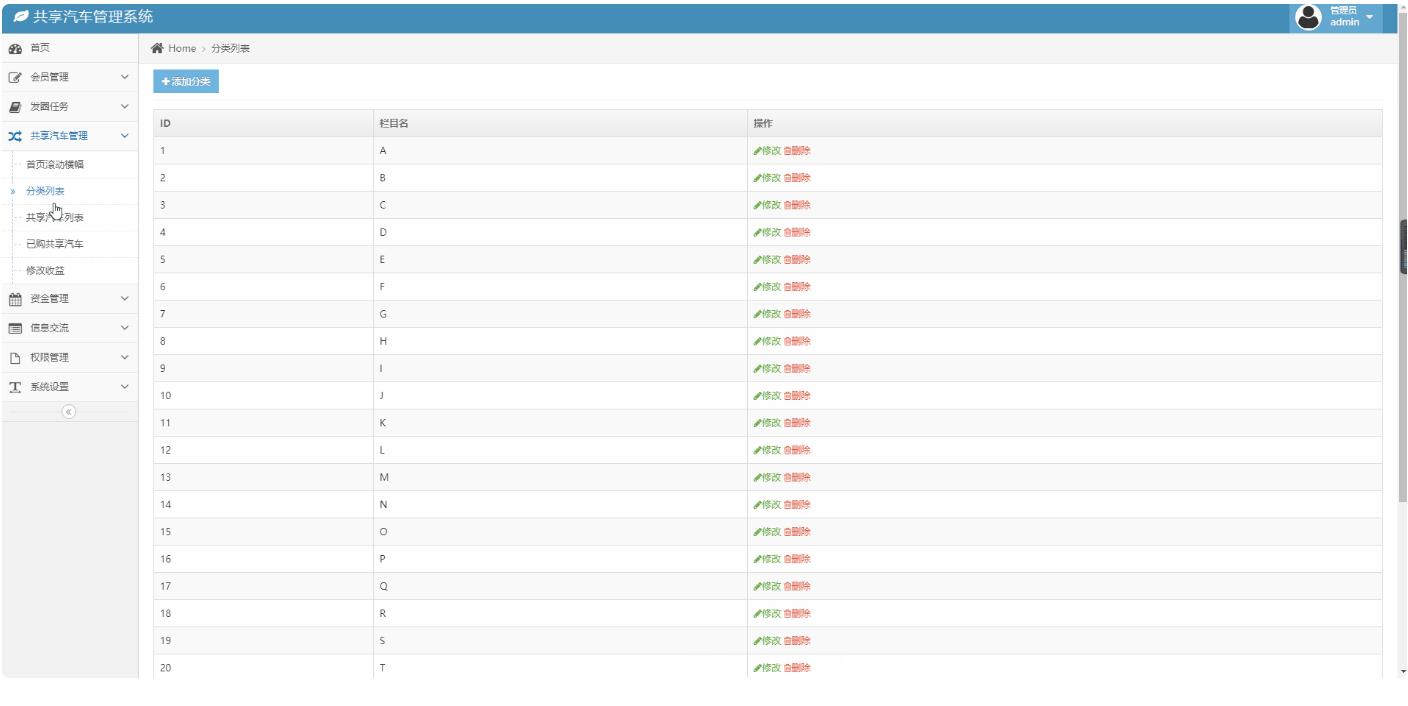 共享汽车管理系统
管理员
admin
首页
会员管理
发圈任务
共享汽车管理
首页滚动横幅
分类列表
共享汽车列表
已购共享汽车
修改收益
资金管理
信息交流
权限管理
系统设置
Home > 分类列表
添加分类
ID 栏目名 操作
1 A 修改 删除
2 B 修改 删除
3 C 修改 删除
4 D 修改 删除
5 E 修改 删除
6 F 修改 删除
7 G 修改 删除
8 H 修改 删除
9 I 修改 删除
10 J 修改 删除
11 K 修改 删除
12 L 修改 删除
13 M 修改 删除
14 N 修改 删除
15 O 修改 删除
16 P 修改 删除
17 Q 修改 删除
18 R 修改 删除
19 S 修改 删除
20 T 修改 删除